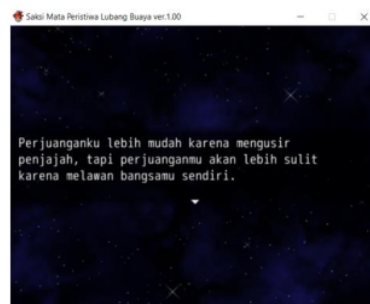 Saksi Mata Peristiwa Lubang Buaya ver.1.00
Perjuanganku lebih mudah karena mengusir
penjajah, tapi perjuanganmu akan lebih sulit
karena melawan bangsamu sendiri.